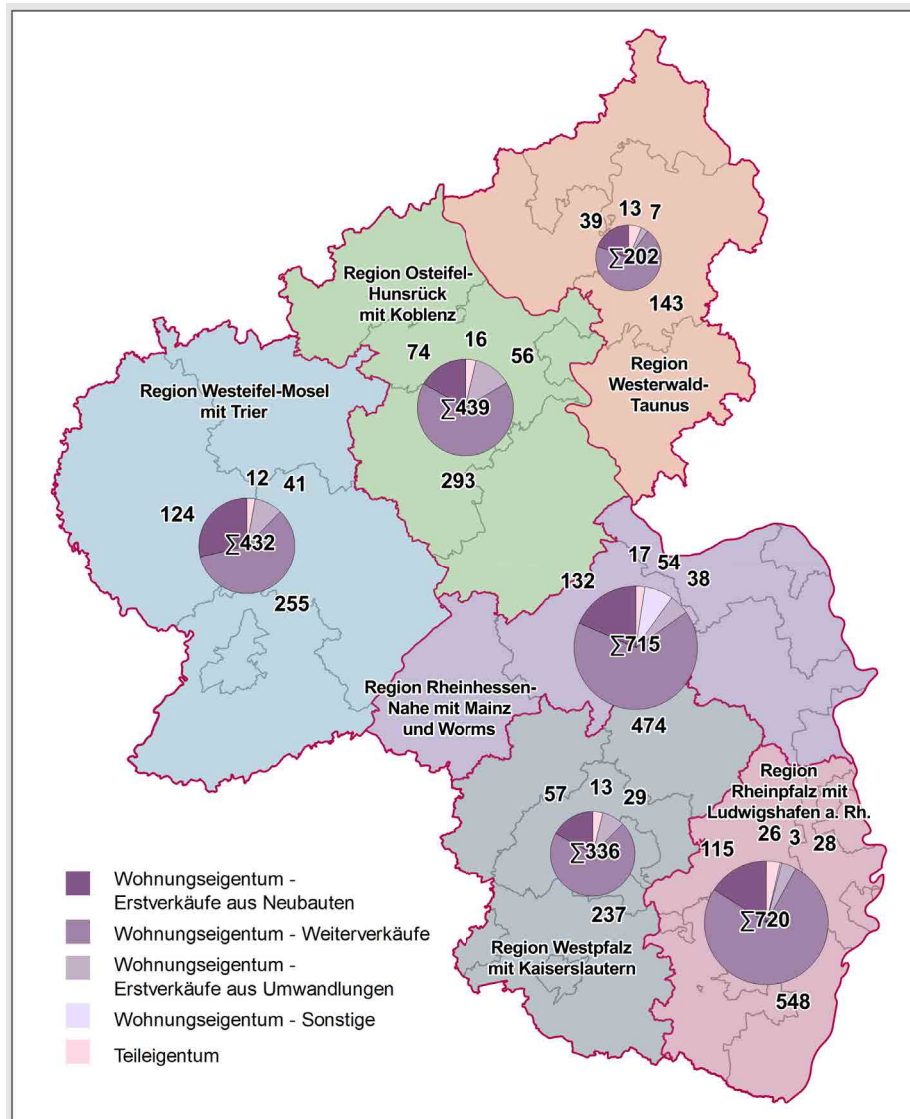 39
13
7
∑202
143
Region
Westerwald-
Taunus
Region Osteifel-
Hunsrück
mit Koblenz
74
16
56
∑439
293
Region Westeifel-Mosel
mit Trier
124
12
41
∑432
255
132
17
54
38
∑715
474
Region Rheinhessen-
Nahe mit Mainz
und Worms
57
13
29
∑336
237
Region Westpfalz
mit Kaiserslautern
Region
Rheinpfalz mit
Ludwigshafen a. Rh.
115
26
3
28
∑720
548
Wohnungseigentum -
Erstverkäufe aus Neubauten
Wohnungseigentum - Weiterverkäufe
Wohnungseigentum -
Erstverkäufe aus Umwandlungen
Wohnungseigentum - Sonstige
Teileigentum